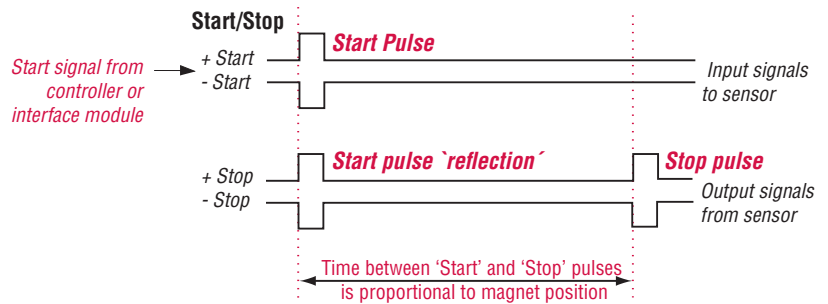 Start/Stop
Start signal from
controller or
interface module
+ Start
- Start
Start Pulse
Input signals
to sensor
+ Stop
- Stop
Start pulse `reflection´
Stop pulse
Output signals
from sensor
Time between ‘Start’ and ‘Stop’ pulses
is proportional to magnet position